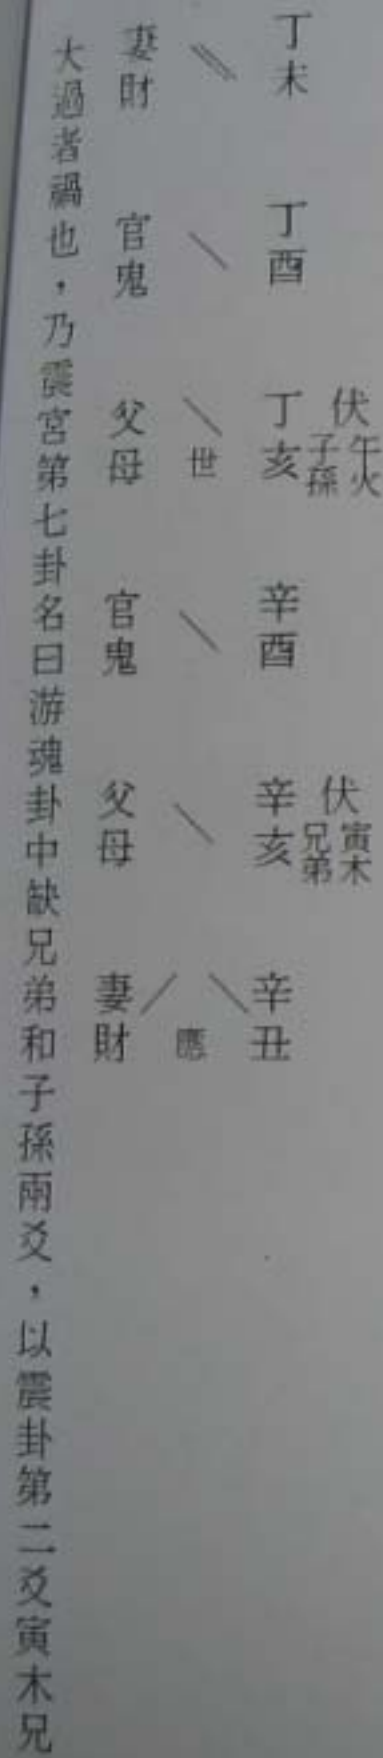 伏 午火 子孫 伏 寅木 兄弟
丁未 丁酉 丁亥 辛酉 辛亥 辛丑
世 應
妻財 官鬼 父母 官鬼 父母 妻財
大過者禍也，乃震宮第七卦名曰游魂卦中缺兄弟和子孫兩爻，以震卦第二爻寅木兄